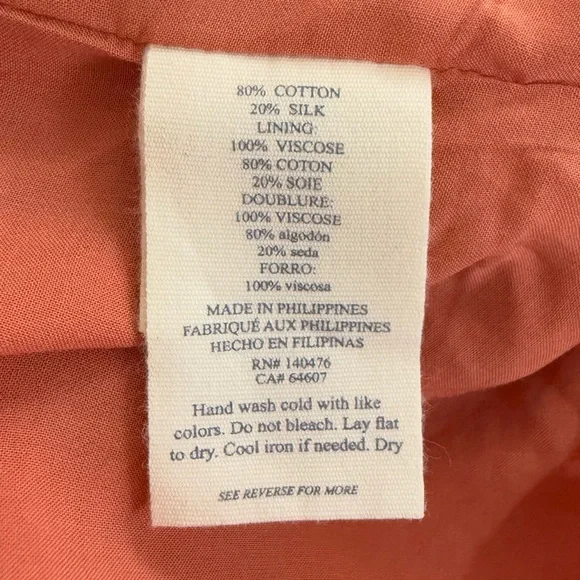 80% COTTON
20% SILK
LINING:
100% VISCOSE
80% COTON
20% SOIE
DOUBLURE:
100% VISCOSE
80% algodón
20% seda
FORRO:
100% viscosa
MADE IN PHILIPPINES
FABRIQUÉ AUX PHILIPPINES
HECHO EN FILIPINAS
RN# 140476
CA# 64607
Hand wash cold with like
colors. Do not bleach. Lay flat
to dry. Cool iron if needed. Dry
SEE REVERSE FOR MORE